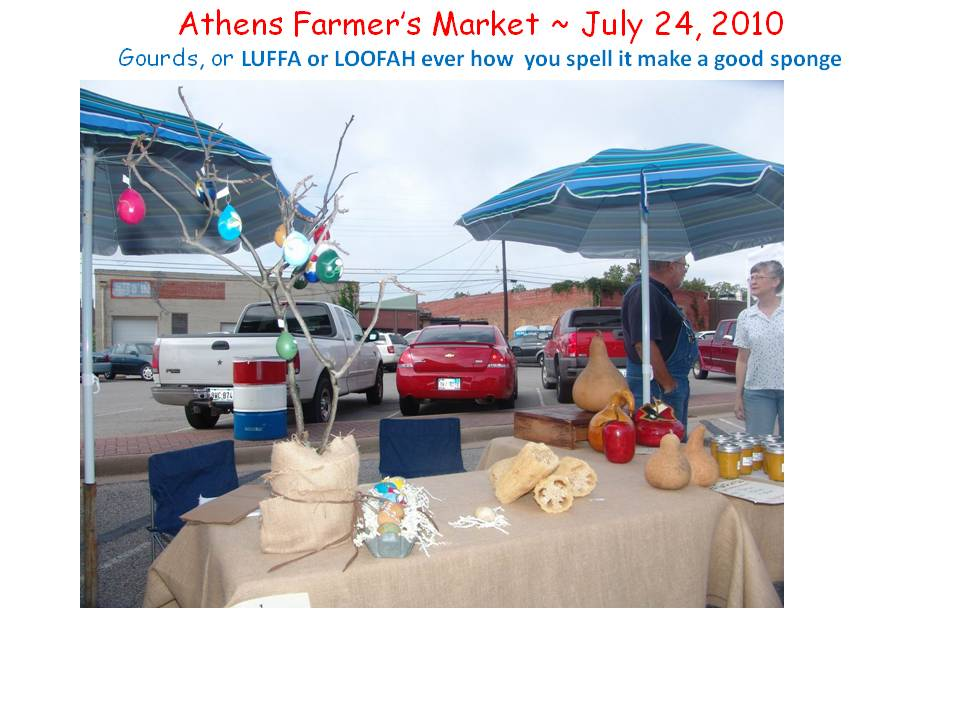 Athens Farmer's Market ~ July 24, 2010
Gourds, or LUFFA or LOOFAH ever how you spell it make a good sponge